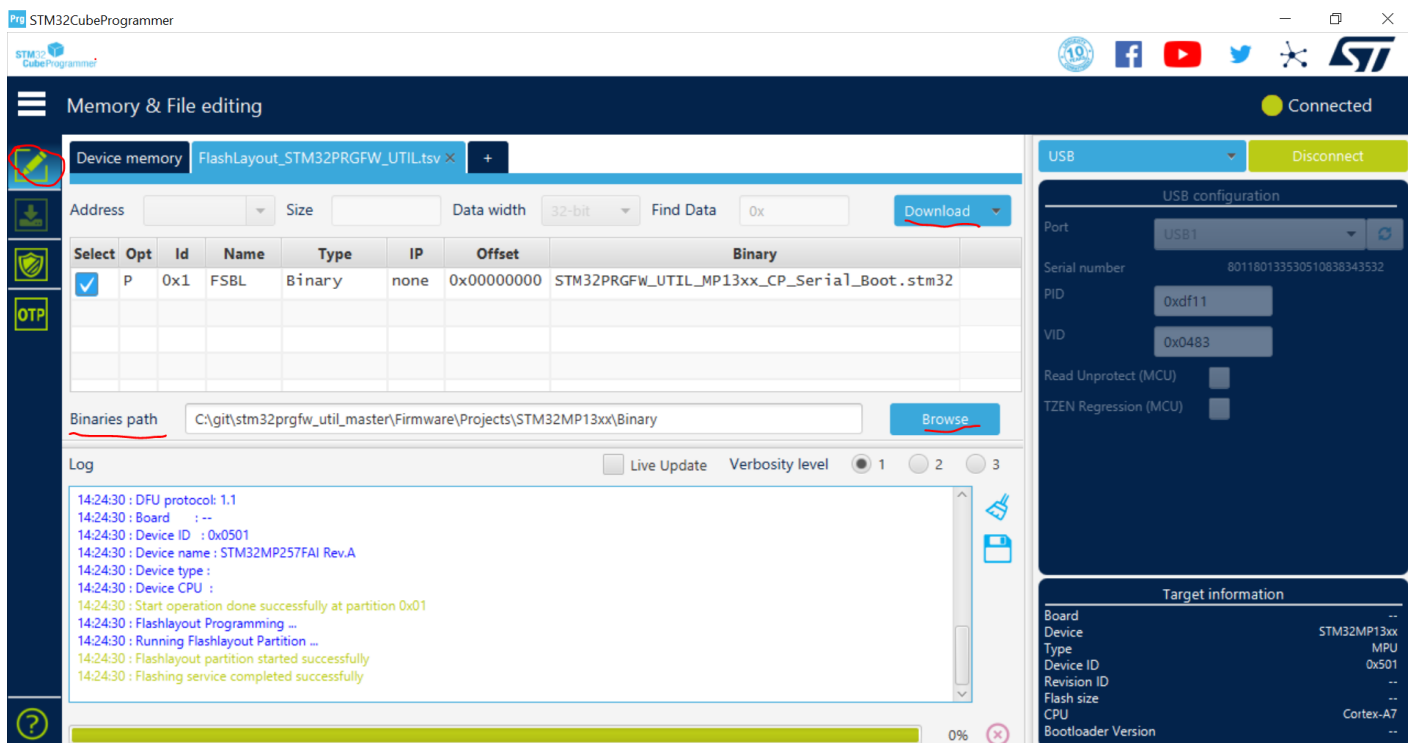 Prg STM32CubeProgrammer
STM32
CubeProgrammer
19
ST
Memory & File editing
Connected
Device memory FlashLayout_STM32PRGFW_UTIL.tsv × +
Address Size Data width 32-bit Find Data 0x Download
Select Opt Id Name Type IP Offset Binary
P 0x1 FSBL Binary none 0x00000000 STM32PRGFW_UTIL_MP13xx_CP_Serial_Boot.stm32
OTP
Binaries path C:\git\stm32prgfw_util_master\Firmware\Projects\STM32MP13xx\Binary Browse
Log Live Update Verbosity level 1 2 3
14:24:30 : DFU protocol: 1.1
14:24:30 : Board : --
14:24:30 : Device ID : 0x0501
14:24:30 : Device name : STM32MP257FAI Rev.A
14:24:30 : Device type :
14:24:30 : Device CPU :
14:24:30 : Start operation done successfully at partition 0x01
14:24:30 : Flashlayout Programming ...
14:24:30 : Running Flashlayout Partition ...
14:24:30 : Flashlayout partition started successfully
14:24:30 : Flashing service completed successfully
0%
?
USB Disconnect
USB configuration
Port USB1
Serial number 801180133530510838343532
PID 0xdf11
VID 0x0483
Read Unprotect (MCU)
TZEN Regression (MCU)
Target information
Board --
Device STM32MP13xx
Type MPU
Device ID 0x501
Revision ID --
Flash size --
CPU Cortex-A7
Bootloader Version --